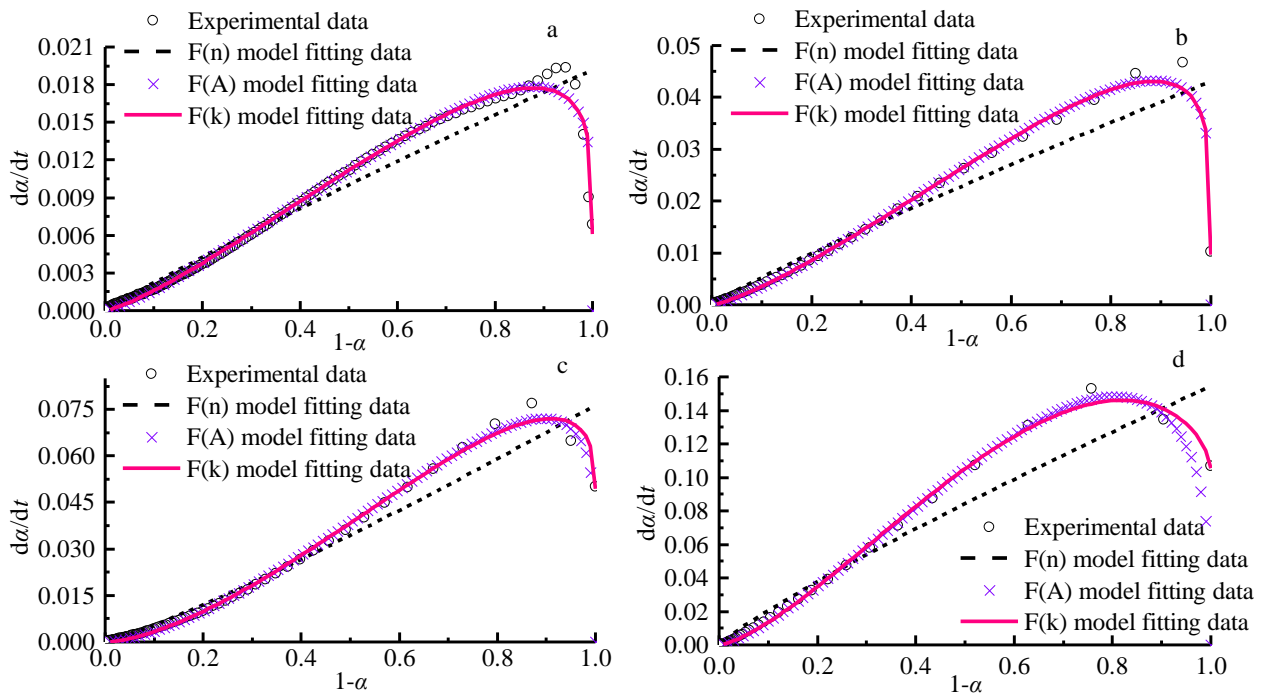 a
Experimental data
F(n) model fitting data
F(A) model fitting data
F(k) model fitting data
0.021
0.018
0.015
0.012
0.009
0.006
0.003
0.000
dα/dt
0.0 0.2 0.4 0.6 0.8 1.0
1-α
b
Experimental data
F(n) model fitting data
F(A) model fitting data
F(k) model fitting data
0.05
0.04
0.03
0.02
0.01
0.00
dα/dt
0.0 0.2 0.4 0.6 0.8 1.0
1-α
c
Experimental data
F(n) model fitting data
F(A) model fitting data
F(k) model fitting data
0.075
0.060
0.045
0.030
0.015
0.000
dα/dt
0.0 0.2 0.4 0.6 0.8 1.0
1-α
d
0.16
0.14
0.12
0.10
0.08
0.06
0.04
0.02
0.00
dα/dt
Experimental data
F(n) model fitting data
F(A) model fitting data
F(k) model fitting data
0.0 0.2 0.4 0.6 0.8 1.0
1-α